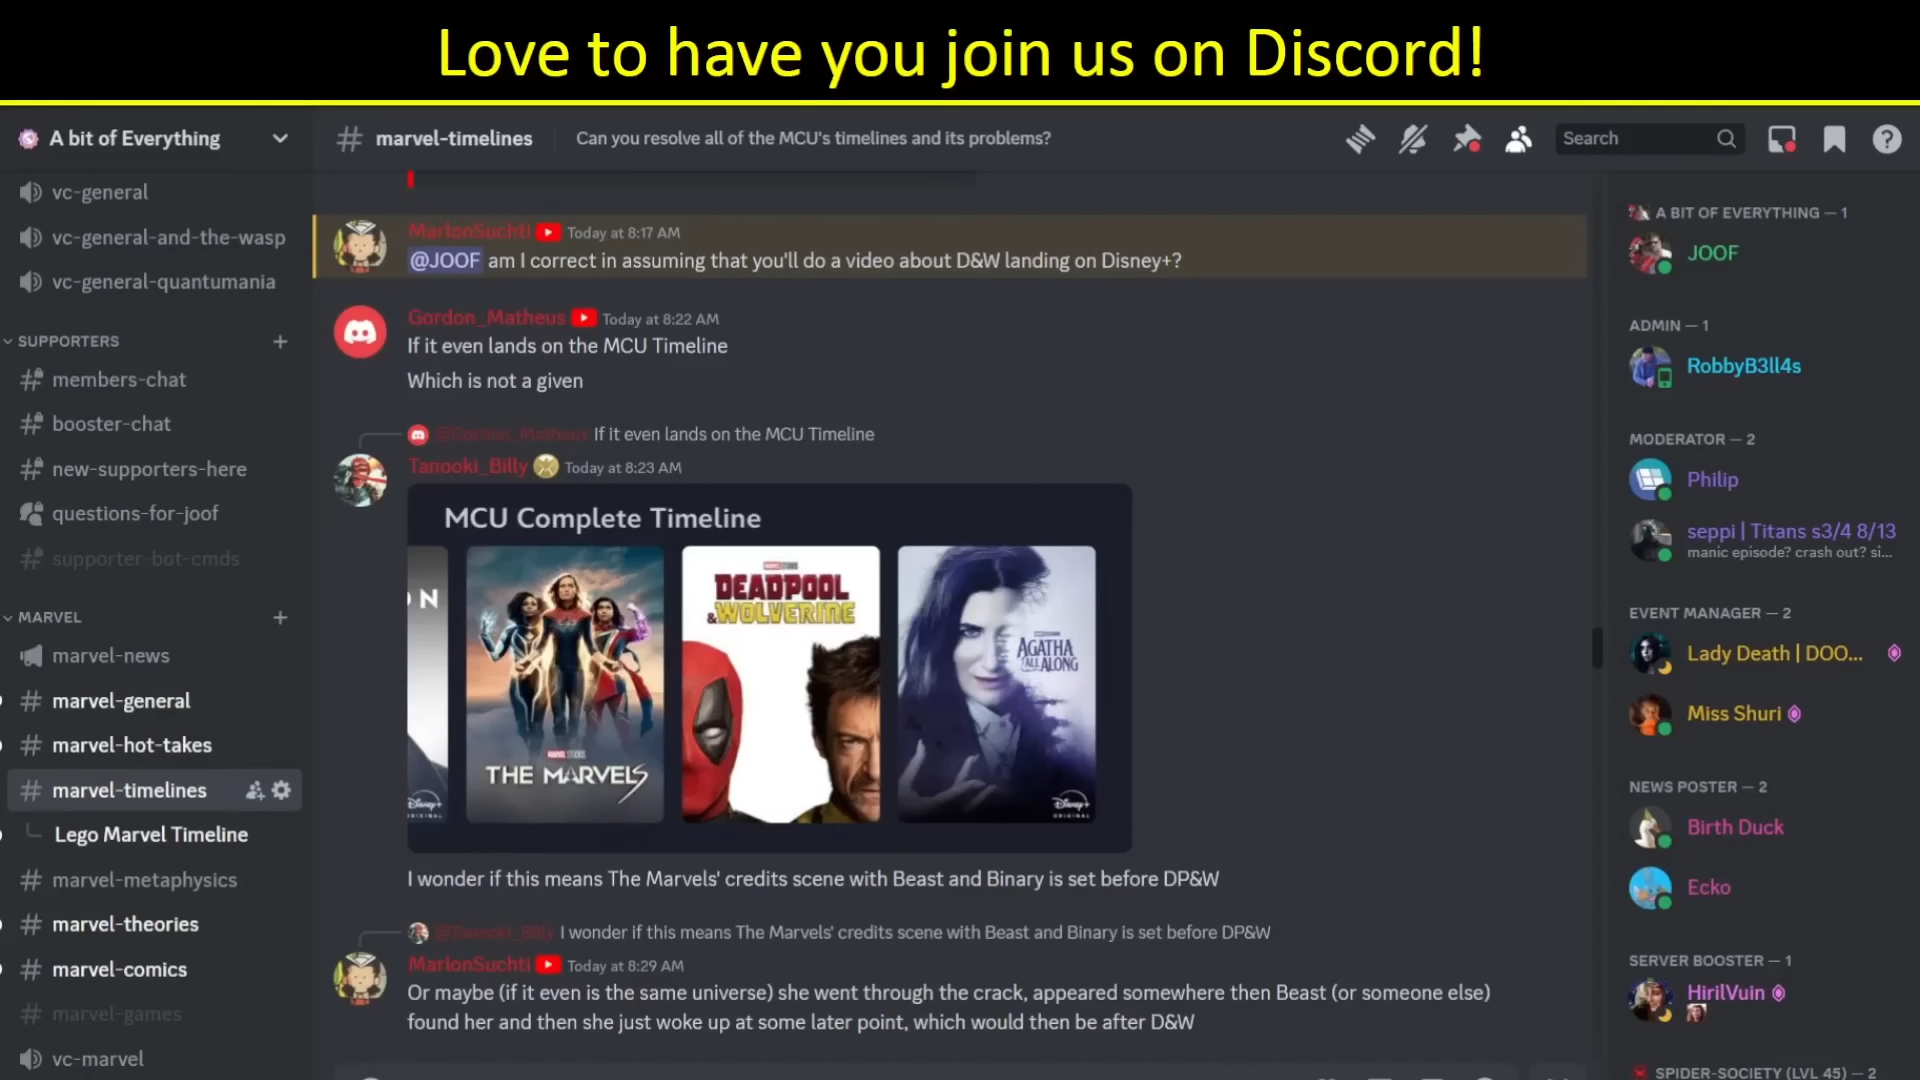 Love to have you join us on Discord!
A bit of Everything
marvel-timelines
Can you resolve all of the MCU's timelines and its problems?
Search
vc-general
vc-general-and-the-wasp
vc-general-quantumania
SUPPORTERS
members-chat
booster-chat
new-supporters-here
questions-for-joof
supporter-bot-cmds
MARVEL
marvel-news
marvel-general
marvel-hot-takes
marvel-timelines
Lego Marvel Timeline
marvel-metaphysics
marvel-theories
marvel-comics
marvel-games
vc-marvel
MarlonSuchti Today at 8:17 AM
@JOOF am I correct in assuming that you'll do a video about D&W landing on Disney+?
Gordon_Matheus Today at 8:22 AM
If it even lands on the MCU Timeline
Which is not a given
@Gordon_Matheus If it even lands on the MCU Timeline
Tanooki_Billy Today at 8:23 AM
MCU Complete Timeline
ON
Disney+
ORIGINAL
MARVEL STUDIOS
THE MARVELS
MARVEL STUDIOS
DEADPOOL
& WOLVERINE
AGATHA
ALL ALONG
Disney+
ORIGINAL
I wonder if this means The Marvels' credits scene with Beast and Binary is set before DP&W
@Tanooki_Billy I wonder if this means The Marvels' credits scene with Beast and Binary is set before DP&W
MarlonSuchti Today at 8:29 AM
Or maybe (if it even is the same universe) she went through the crack, appeared somewhere then Beast (or someone else)
found her and then she just woke up at some later point, which would then be after D&W
A BIT OF EVERYTHING — 1
JOOF
ADMIN — 1
RobbyB3ll4s
MODERATOR — 2
Philip
seppi | Titans s3/4 8/13
manic episode? crash out? si...
EVENT MANAGER — 2
Lady Death | DOO...
Miss Shuri
NEWS POSTER — 2
Birth Duck
Ecko
SERVER BOOSTER — 1
HirilVuin
SPIDER-SOCIETY (LVL 45) — 2